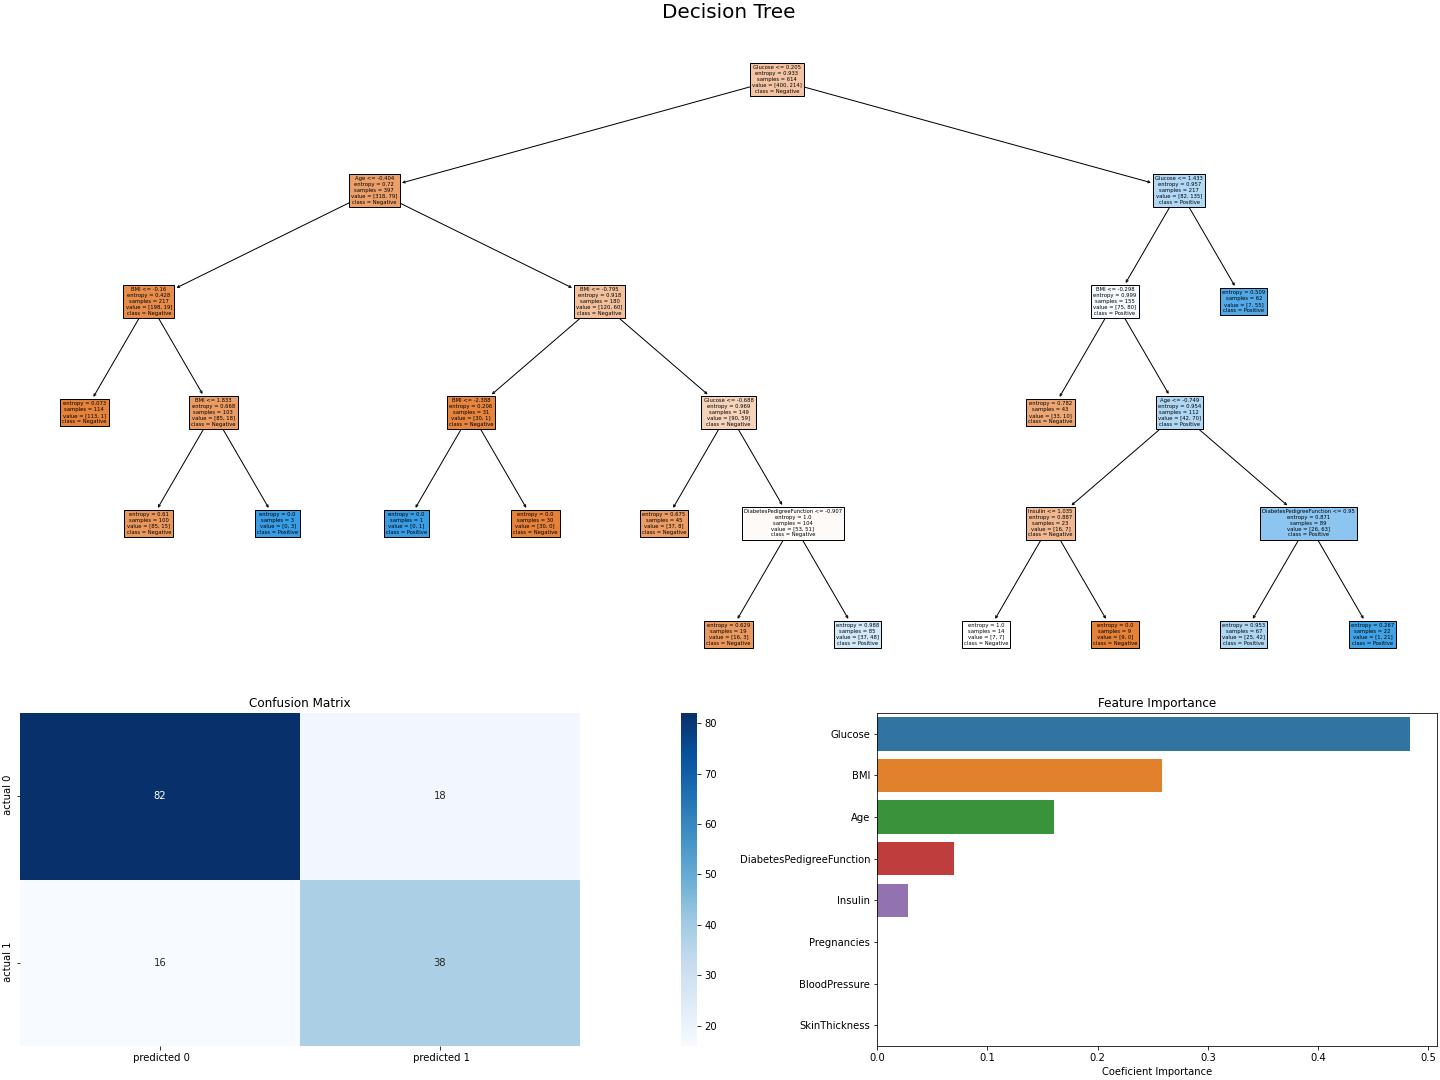 Decision Tree
Glucose <= 0.205
entropy = 0.933
samples = 614
value = [400, 214]
class = Negative
Age <= -0.404
entropy = 0.72
samples = 397
value = [318, 79]
class = Negative
Glucose <= 1.433
entropy = 0.957
samples = 217
value = [82, 135]
class = Positive
BMI <= -0.16
entropy = 0.428
samples = 217
value = [198, 19]
class = Negative
BMI <= -0.795
entropy = 0.918
samples = 180
value = [120, 60]
class = Negative
BMI <= -0.298
entropy = 0.999
samples = 155
value = [75, 80]
class = Positive
entropy = 0.509
samples = 62
value = [7, 55]
class = Positive
entropy = 0.073
samples = 114
value = [113, 1]
class = Negative
BMI <= 1.833
entropy = 0.668
samples = 103
value = [85, 18]
class = Negative
BMI <= -2.388
entropy = 0.206
samples = 31
value = [30, 1]
class = Negative
Glucose <= -0.688
entropy = 0.969
samples = 149
value = [90, 59]
class = Negative
entropy = 0.782
samples = 43
value = [33, 10]
class = Negative
Age <= -0.749
entropy = 0.954
samples = 112
value = [42, 70]
class = Positive
entropy = 0.61
samples = 100
value = [85, 15]
class = Negative
entropy = 0.0
samples = 3
value = [0, 3]
class = Positive
entropy = 0.0
samples = 1
value = [0, 1]
class = Positive
entropy = 0.0
samples = 30
value = [30, 0]
class = Negative
entropy = 0.675
samples = 45
value = [37, 8]
class = Negative
DiabetesPedigreeFunction <= -0.907
entropy = 1.0
samples = 104
value = [53, 51]
class = Negative
Insulin <= 1.035
entropy = 0.887
samples = 23
value = [16, 7]
class = Negative
DiabetesPedigreeFunction <= 0.95
entropy = 0.871
samples = 89
value = [26, 63]
class = Positive
entropy = 0.629
samples = 19
value = [16, 3]
class = Negative
entropy = 0.988
samples = 85
value = [37, 48]
class = Positive
entropy = 1.0
samples = 14
value = [7, 7]
class = Negative
entropy = 0.0
samples = 9
value = [9, 0]
class = Negative
entropy = 0.953
samples = 67
value = [25, 42]
class = Positive
entropy = 0.267
samples = 22
value = [1, 21]
class = Positive
Confusion Matrix
actual 0
82
18
actual 1
16
38
predicted 0
predicted 1
80
70
60
50
40
30
20
Feature Importance
Glucose
BMI
Age
DiabetesPedigreeFunction
Insulin
Pregnancies
BloodPressure
SkinThickness
0.0
0.1
0.2
0.3
0.4
0.5
Coeficient Importance